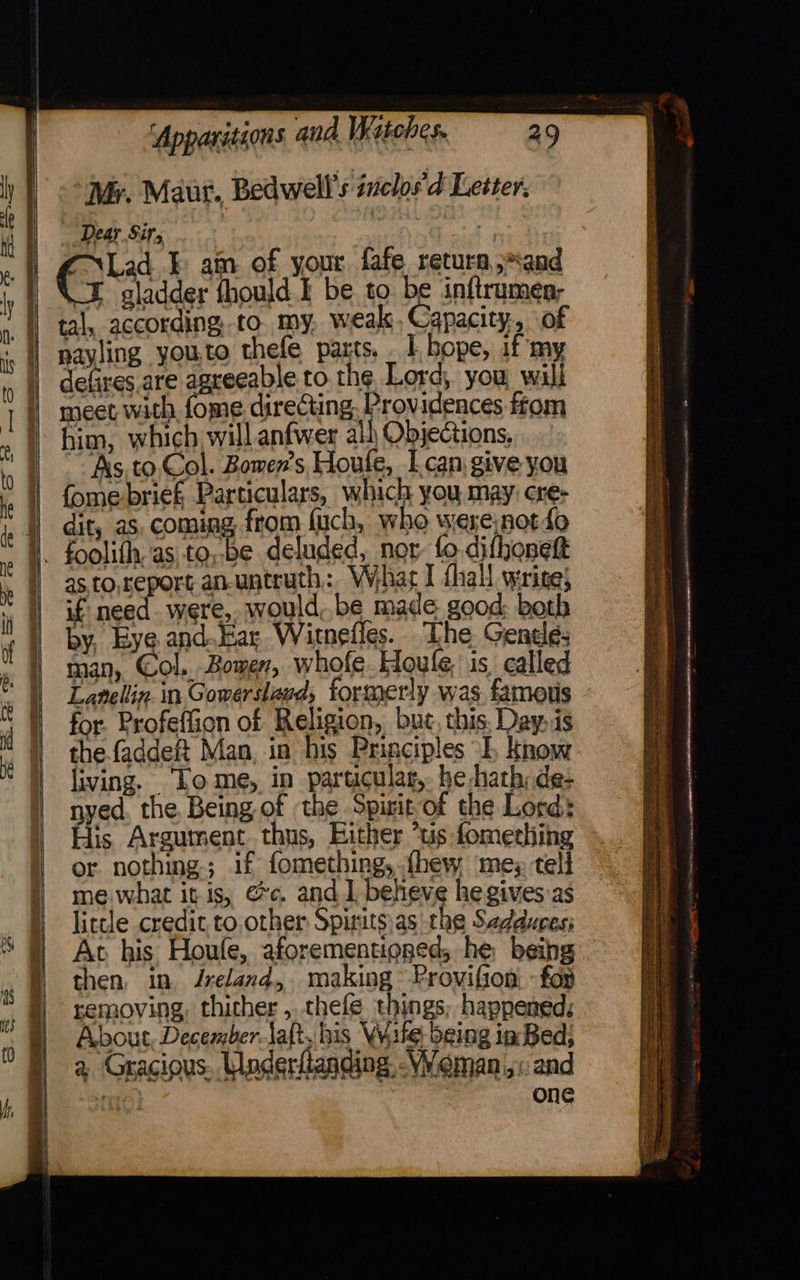 Apparitions and Witches. 29
Mr. Maur. Bedwell's inclos'd Letter.
Dear Sir,
GLad I am of your ſafe return, and
gladder ſhould I be to be inſtrumen-
tal, according to my weak Capacity, of
nayling you to theſe parts. I hope, if my
deſires are agreeable to the Lord, you will
meet with ſome directing Providences from
him, which will anſwer all Objections.
As to Col. Bowen's Houſe, I can give you
ſome brief Particulars, which you may cre-
dit, as coming from ſuch, who were not ſo
fooliſh as to be deluded, nor ſo diſhoneſt
as to report an untruth: What I ſhall write,
if need were, would be made good both
by Eye and Ear Witneſſes. The Gentle-
man, Col. Bowen, whoſe Houſe is called
Lanellin in Gowersland, formerly was famous
for Profeſſion of Religion, but this Day is
the ſaddeſt Man in his Principles I know
living. To me, in particular, he hath de-
nyed the Being of the Spirit of the Lord:
His Argument thus, Either 'tis ſomething
or nothing; if ſomething, ſhew me, tell
me what it is, &c. and I believe he gives as
little credit to other Spirits as the Sadduces:
At his Houſe, aforementioned, he being
then in Ireland, making Proviſion for
removing thither, theſe things happened.
About December laſt, his Wife being in Bed,
a Gracious Underſtanding Woman, and
one